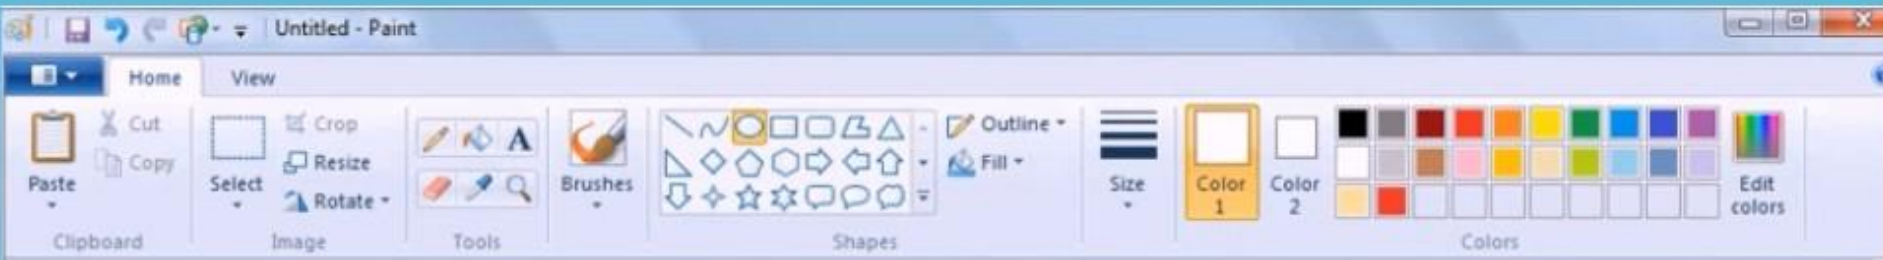 Untitled - Paint
Home View
Paste
Cut
Copy
Clipboard
Select
Crop
Resize
Rotate
Image
A
Tools
Brushes
Outline
Fill
Shapes
Size
Color
1
Color
2
Edit
colors
Colors